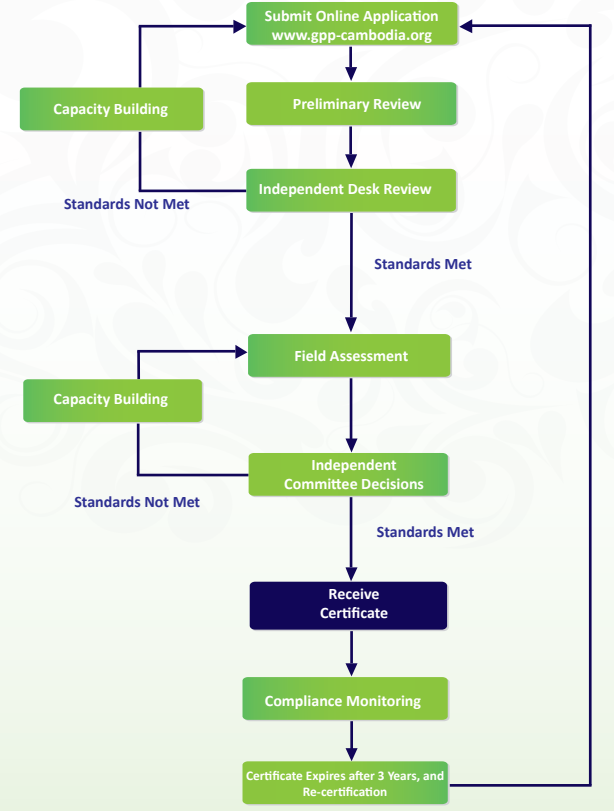 Submit Online Application
www.gpp-cambodia.org
Capacity Building
Preliminary Review
Independent Desk Review
Standards Not Met
Standards Met
Field Assessment
Capacity Building
Independent
Committee Decisions
Standards Not Met
Standards Met
Receive
Certificate
Compliance Monitoring
Certificate Expires after 3 Years, and
Re-certification